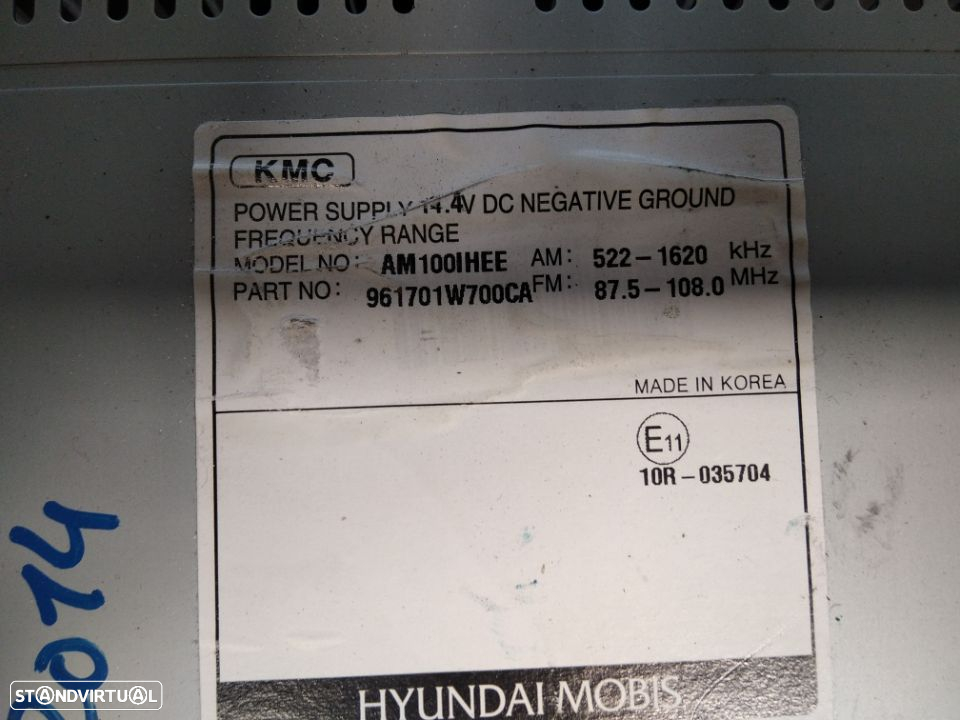 KMC
POWER SUPPLY 14.4V DC NEGATIVE GROUND
FREQUENCY RANGE
MODEL NO: AM100IHEE AM: 522-1620 kHz
PART NO: 961701W700CA FM: 87.5-108.0 MHz
MADE IN KOREA
E11
10R-035704
2014
HYUNDAI MOBIS
STANDVIRTUAL